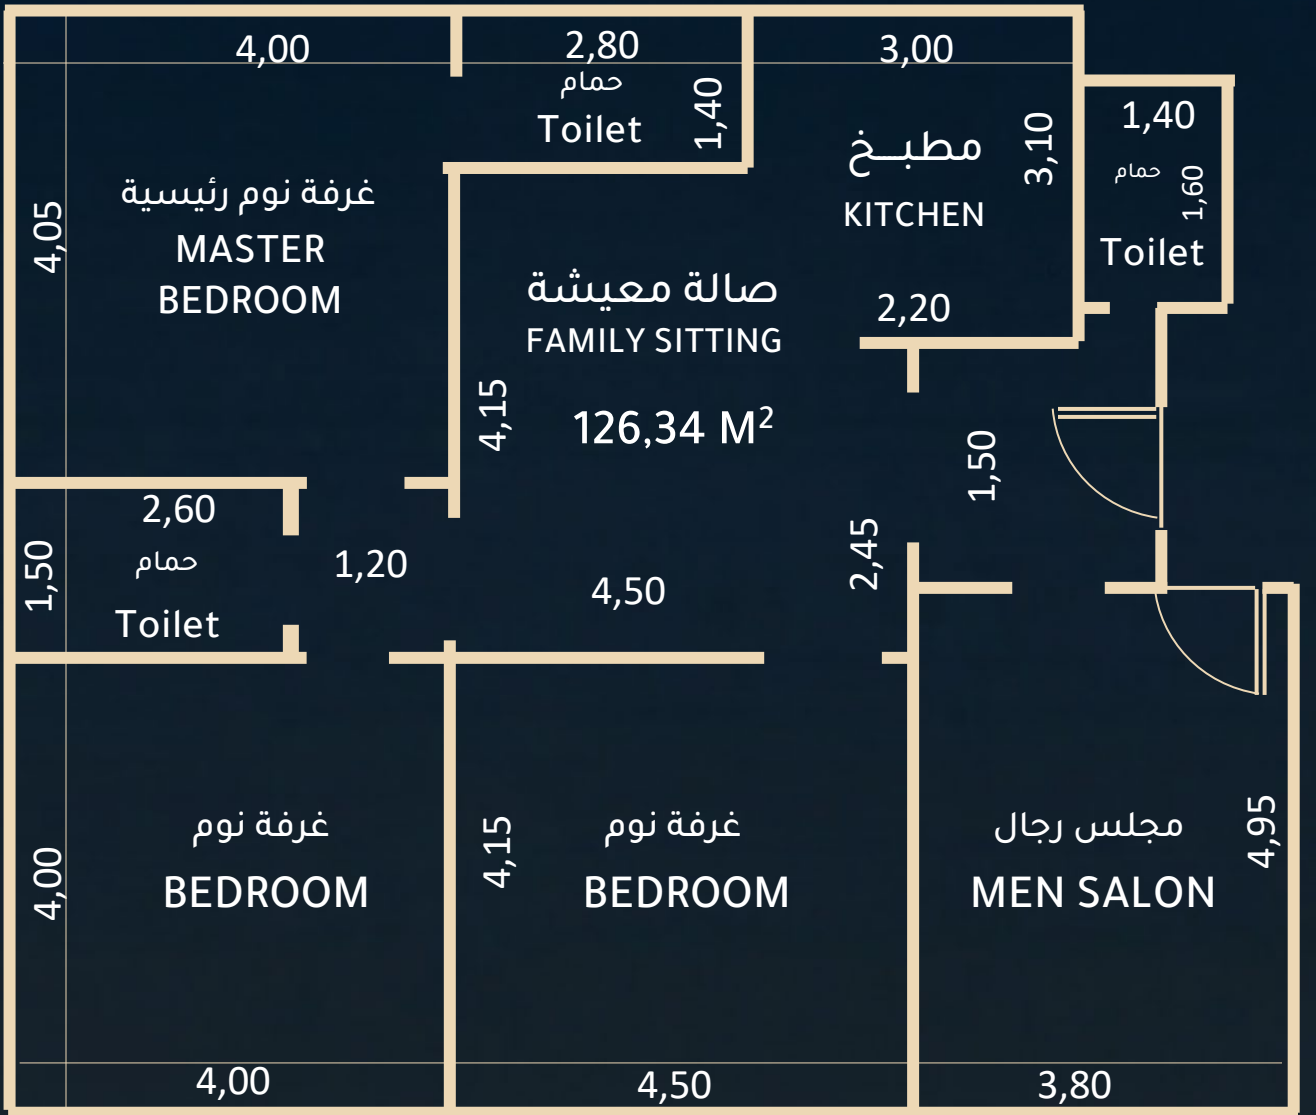 4,00
2,80
3,00
حمام
Toilet
1,40
مطبـخ
KITCHEN
3,10
1,40
حمام
1,60
Toilet
غرفة نوم رئيسية
MASTER
BEDROOM
4,05
صالة معيشة
FAMILY SITTING
126,34 M²
4,15
2,20
1,50
2,60
حمام
Toilet
1,50
1,20
4,50
2,45
غرفة نوم
BEDROOM
4,00
4,00
غرفة نوم
BEDROOM
4,15
4,50
مجلس رجال
MEN SALON
4,95
3,80